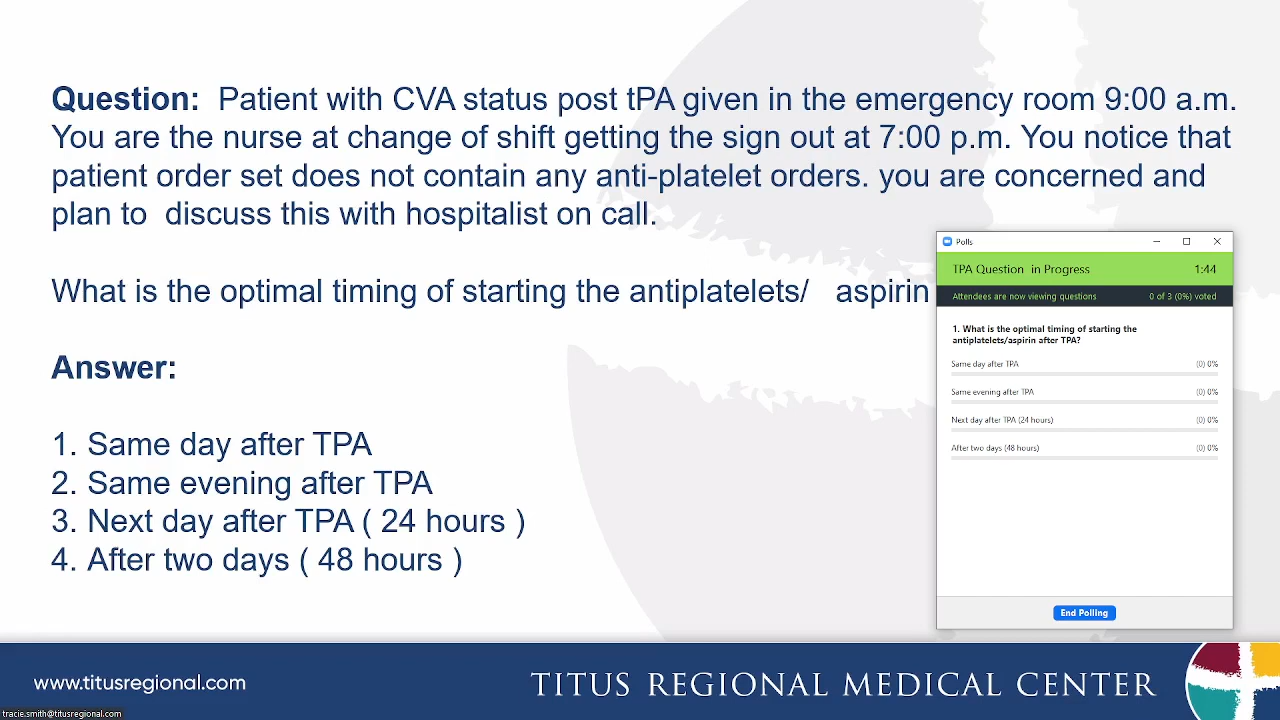 Question: Patient with CVA status post tPA given in the emergency room 9:00 a.m.
You are the nurse at change of shift getting the sign out at 7:00 p.m. You notice that
patient order set does not contain any anti-platelet orders. you are concerned and
plan to discuss this with hospitalist on call.
What is the optimal timing of starting the antiplatelets/ aspirin
Answer:
1. Same day after TPA
2. Same evening after TPA
3. Next day after TPA ( 24 hours )
4. After two days ( 48 hours )
Polls
TPA Question in Progress 1:44
Attendees are now viewing questions 0 of 3 (0%) voted
1. What is the optimal timing of starting the
antiplatelets/aspirin after TPA?
Same day after TPA (0) 0%
Same evening after TPA (0) 0%
Next day after TPA (24 hours) (0) 0%
After two days (48 hours) (0) 0%
End Polling
www.titusregional.com
TITUS REGIONAL MEDICAL CENTER
tracie.smith@titusregional.com